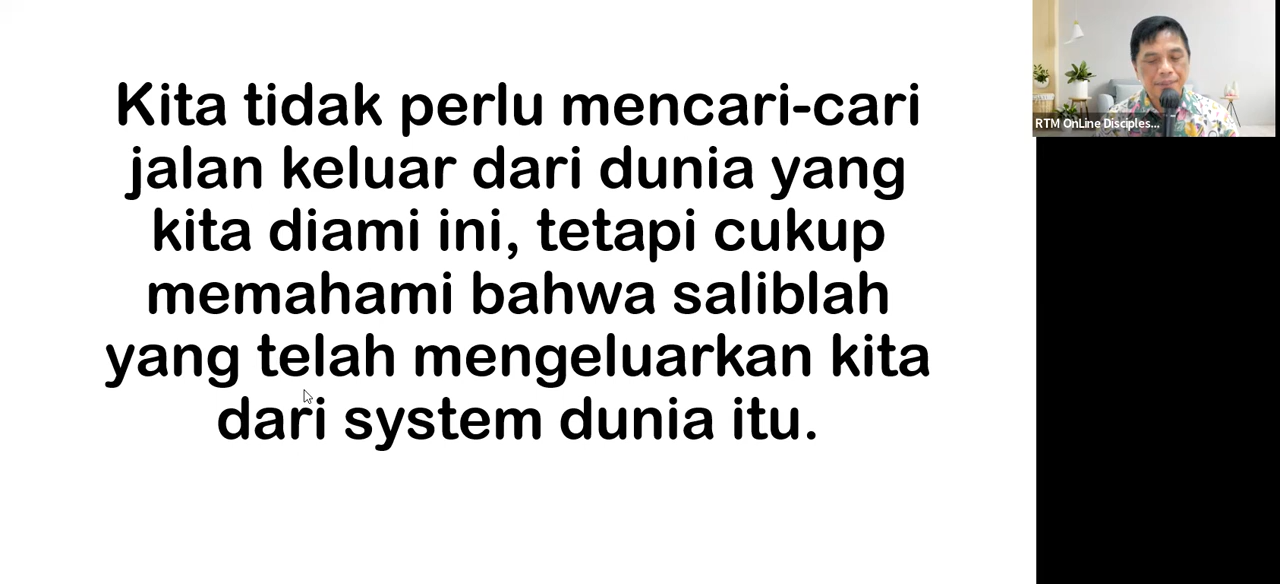 Kita tidak perlu mencari-cari
jalan keluar dari dunia yang
kita diami ini, tetapi cukup
memahami bahwa saliblah
yang telah mengeluarkan kita
dari system dunia itu.
RTM OnLine Disciples...